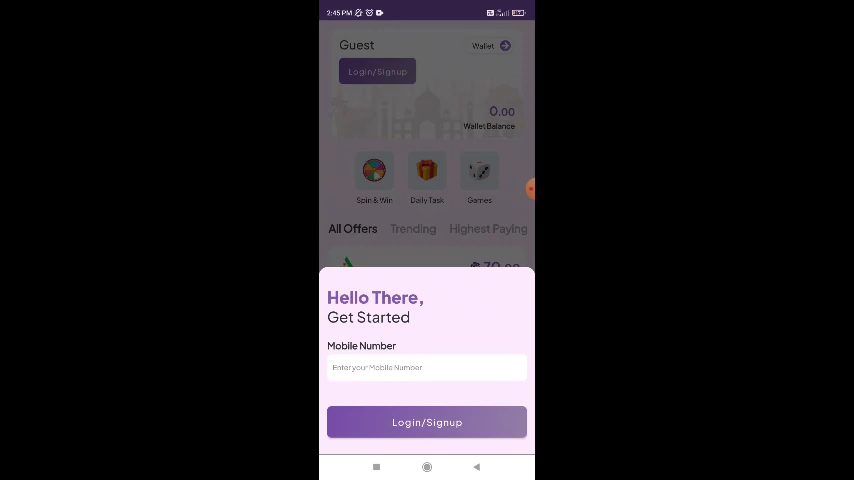 2:45 PM
Guest
Wallet
Login/Signup
0.00
Wallet Balance
Spin & Win
Daily Task
Games
All Offers
Trending
Highest Paying
Hello There,
Get Started
Mobile Number
Enter your Mobile Number
Login/Signup